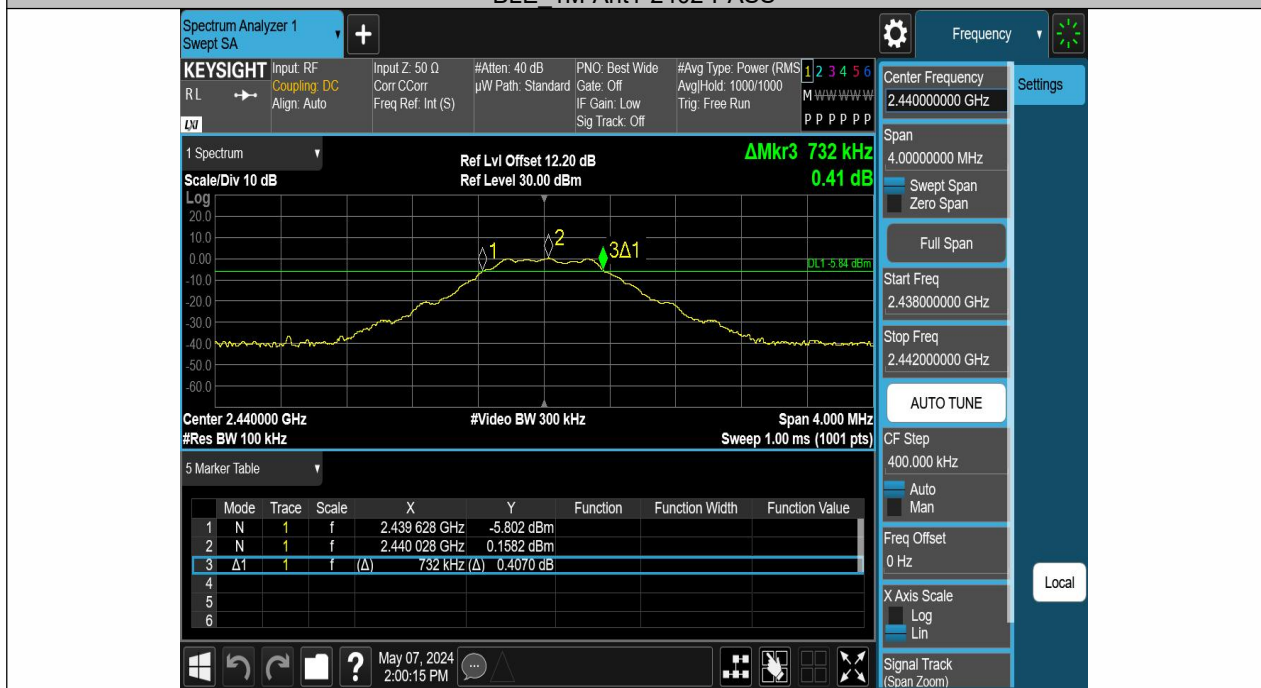 Spectrum Analyzer 1
Swept SA
Frequency
KEYSIGHT
RL
LXI
Input: RF
Coupling: DC
Align: Auto
Input Z: 50 Ω
Corr CCorr
Freq Ref: Int (S)
#Atten: 40 dB
µW Path: Standard
PNO: Best Wide
Gate: Off
IF Gain: Low
Sig Track: Off
#Avg Type: Power (RMS
Avg|Hold: 1000/1000
Trig: Free Run
1 2 3 4 5 6
M W W W W W
P P P P P P
1 Spectrum
Scale/Div 10 dB
Ref Lvl Offset 12.20 dB
Ref Level 30.00 dBm
ΔMkr3 732 kHz
0.41 dB
Log
20.0
10.0
0.00
-10.0
-20.0
-30.0
-40.0
-50.0
-60.0
1
2
3Δ1
DL1 -5.84 dBm
Center 2.440000 GHz
#Video BW 300 kHz
Span 4.000 MHz
#Res BW 100 kHz
Sweep 1.00 ms (1001 pts)
5 Marker Table
Mode Trace Scale X Y Function Function Width Function Value
1 N 1 f 2.439 628 GHz -5.802 dBm
2 N 1 f 2.440 028 GHz 0.1582 dBm
3 Δ1 1 f (Δ) 732 kHz (Δ) 0.4070 dB
4
5
6
?
May 07, 2024
2:00:15 PM
Center Frequency
2.440000000 GHz
Settings
Span
4.00000000 MHz
Swept Span
Zero Span
Full Span
Start Freq
2.438000000 GHz
Stop Freq
2.442000000 GHz
AUTO TUNE
CF Step
400.000 kHz
Auto
Man
Freq Offset
0 Hz
X Axis Scale
Log
Lin
Local
Signal Track
(Span Zoom)